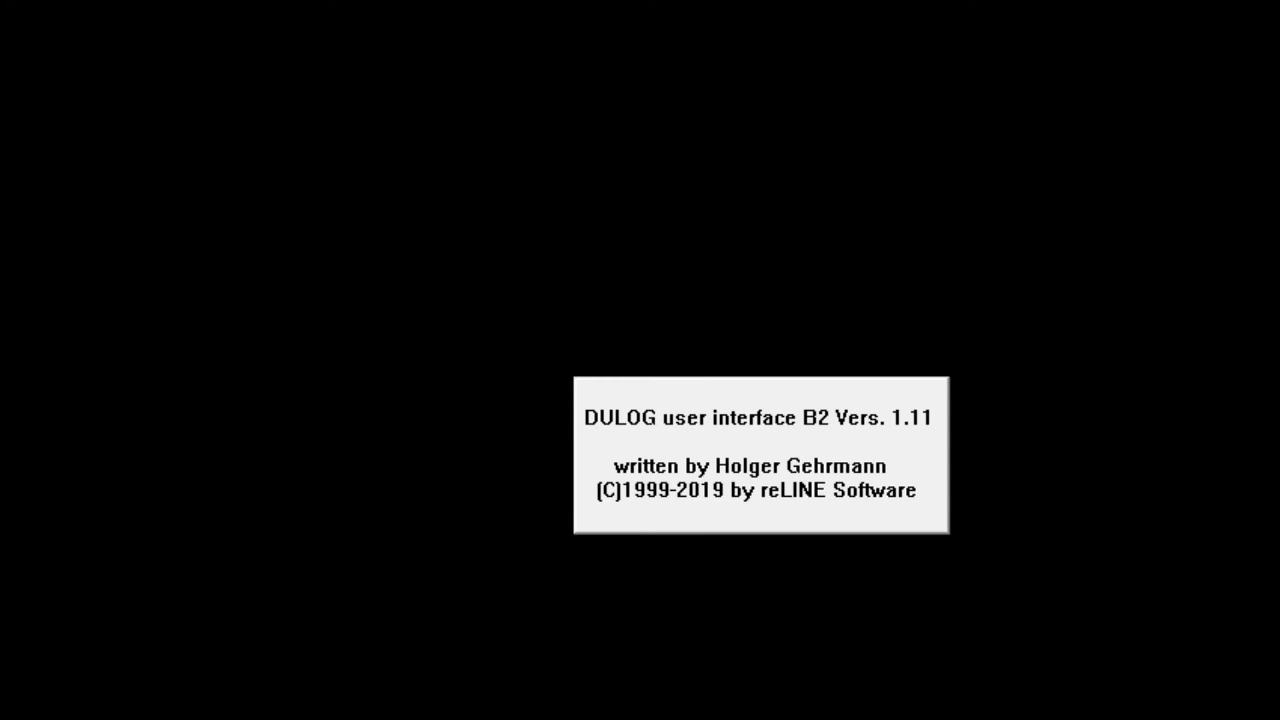 DULOG user interface B2 Vers. 1.11
written by Holger Gehrmann
(C)1999-2019 by reLINE Software